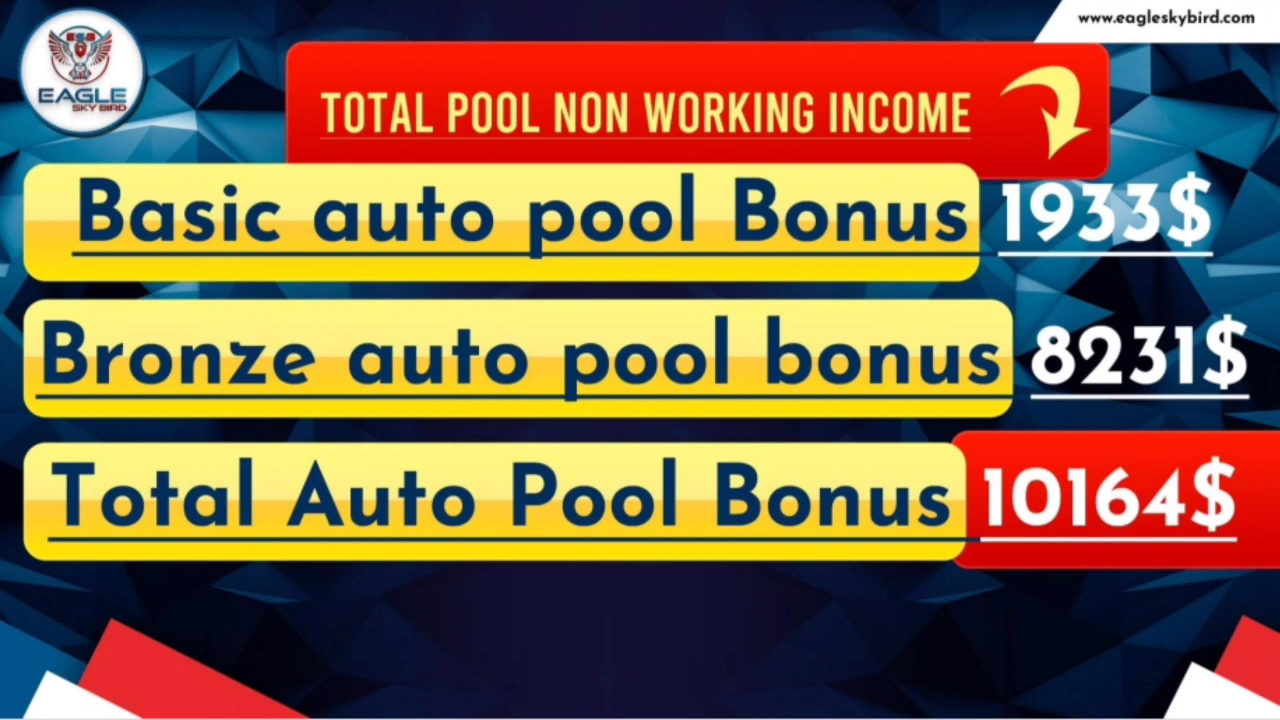 www.eagleskybird.com
EAGLE
SKY BIRD
TOTAL POOL NON WORKING INCOME
Basic auto pool Bonus 1933$
Bronze auto pool bonus 8231$
Total Auto Pool Bonus 10164$